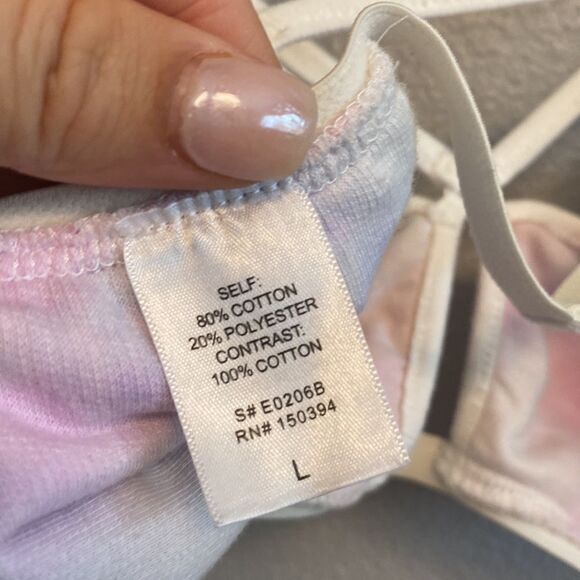 SELF:
80% COTTON
20% POLYESTER
CONTRAST:
100% COTTON
S# E0206B
RN# 150394
L